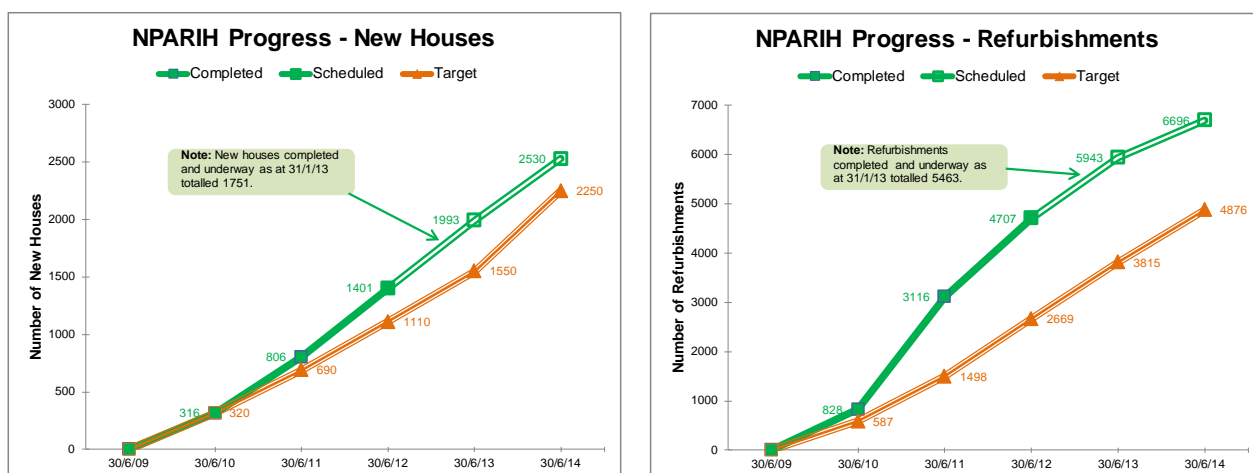 NPARIH Progress - New Houses
Completed Scheduled Target
Number of New Houses
3000
2500
2000
1500
1000
500
0
Note: New houses completed
and underway as at 31/1/13
totalled 1751.
316
806
1401
1993
2530
320
690
1110
1550
2250
30/6/09 30/6/10 30/6/11 30/6/12 30/6/13 30/6/14
NPARIH Progress - Refurbishments
Completed Scheduled Target
Number of Refurbishments
7000
6000
5000
4000
3000
2000
1000
0
Note: Refurbishments
completed and underway as
at 31/1/13 totalled 5463.
828
3116
4707
5943
6696
587
1498
2669
3815
4876
30/6/09 30/6/10 30/6/11 30/6/12 30/6/13 30/6/14